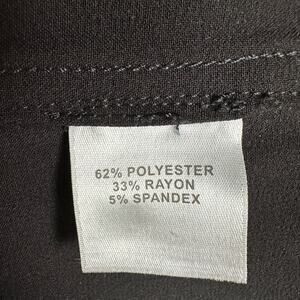 62% POLYESTER
33% RAYON
5% SPANDEX